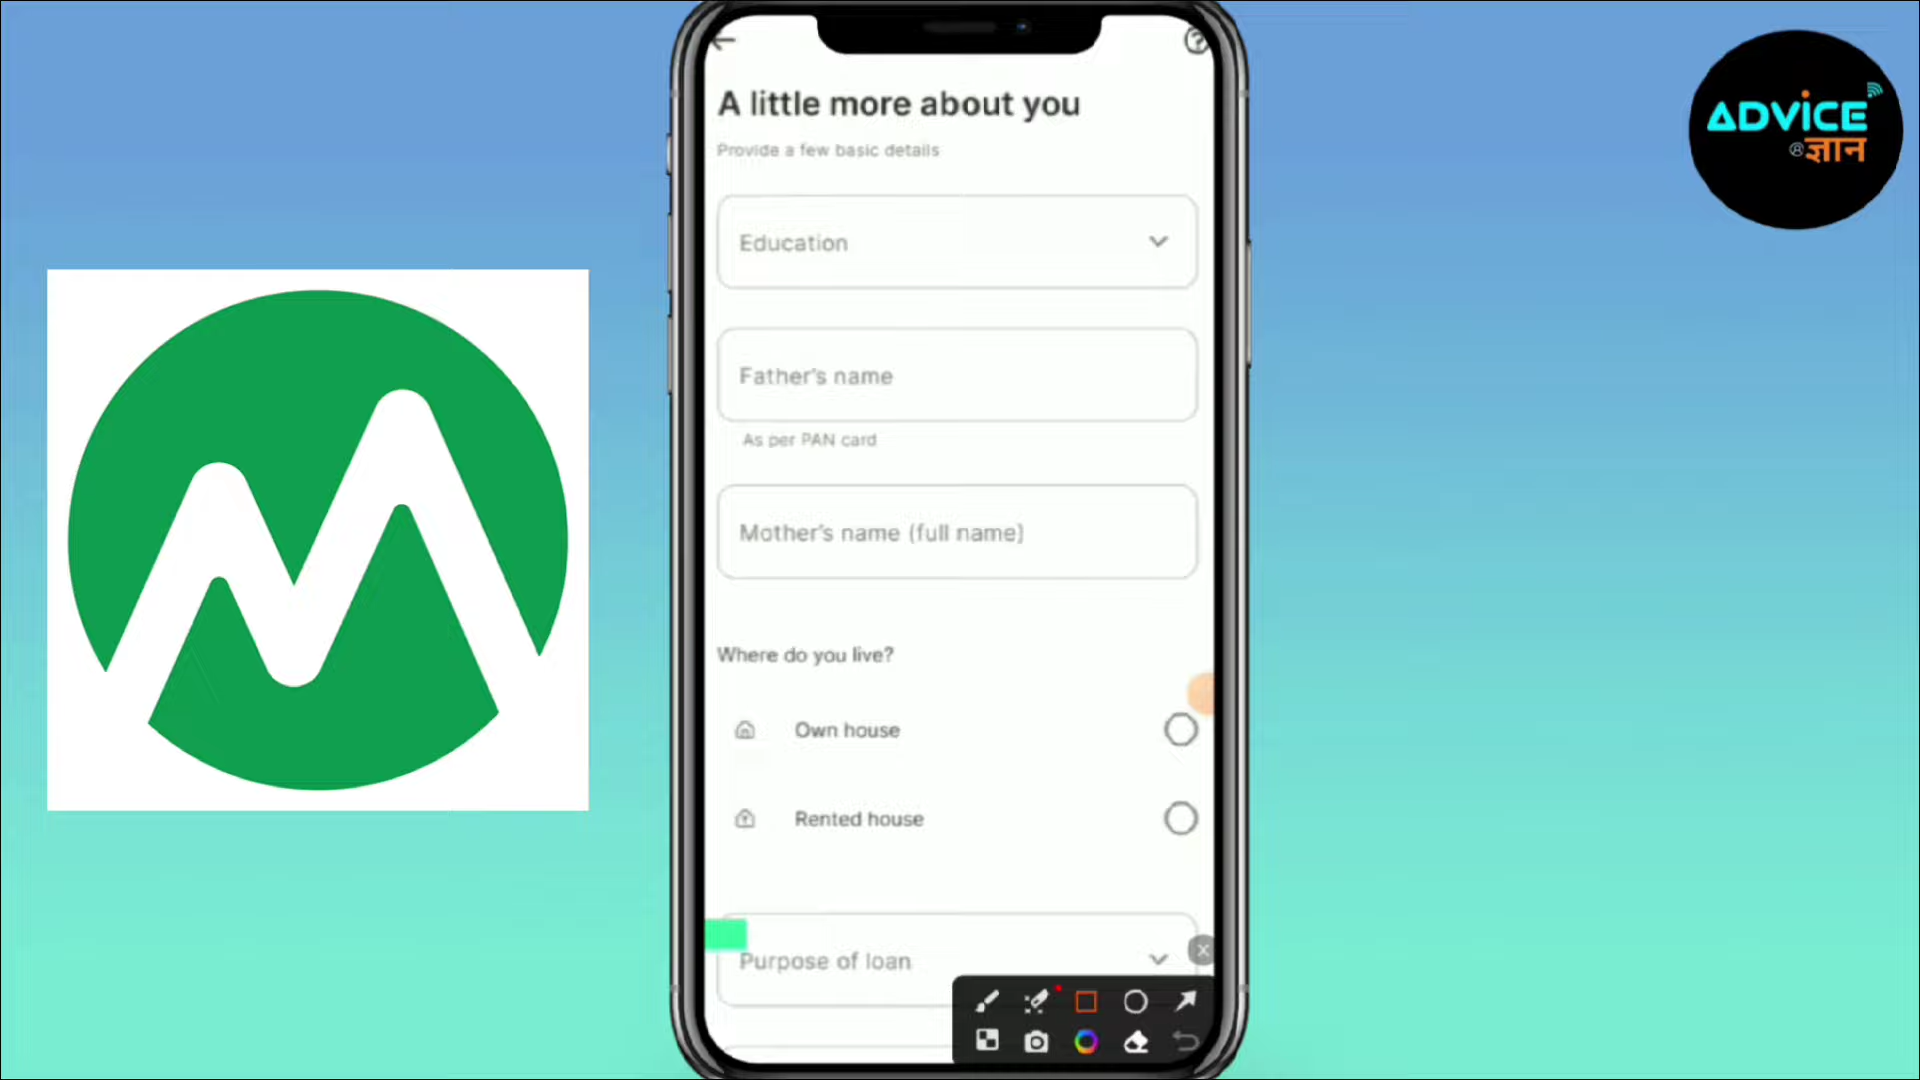 A little more about you
Provide a few basic details
Education
Father's name
As per PAN card
Mother's name (full name)
Where do you live?
Own house
Rented house
Purpose of loan
ADViCE
ज्ञान